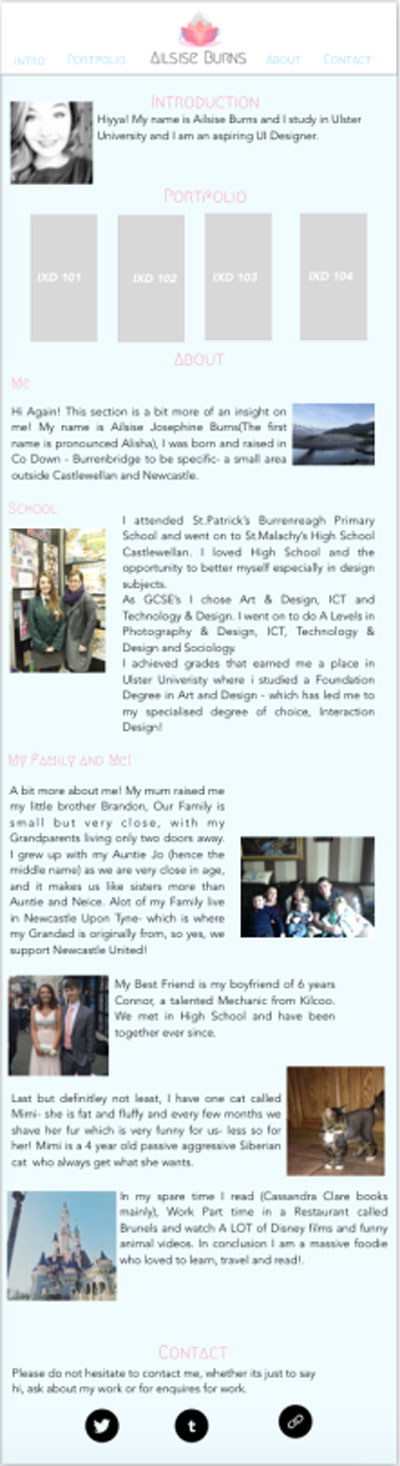 INTRO PORTFOLIO AILSISE BURNS ABOUT CONTACT
INTRODUCTION
Hiyya! My name is Ailsise Burns and I study in Ulster
University and I am an aspiring UI Designer.
PORTFOLIO
IXD 101 IXD 102 IXD 103 IXD 104
ABOUT
ME
Hi Again! This section is a bit more of an insight on
me! My name is Ailsise Josephine Burns(The first
name is pronounced Alisha), I was born and raised in
Co Down - Burrenbridge to be specific- a small area
outside Castlewellan and Newcastle.
SCHOOL
I attended St.Patrick's Burrenreagh Primary
School and went on to St.Malachy's High School
Castlewellan. I loved High School and the
opportunity to better myself especially in design
subjects.
As GCSE's I chose Art & Design, ICT and
Technology & Design. I went on to do A Levels in
Photography & Design, ICT, Technology &
Design and Sociology.
I achieved grades that earned me a place in
Ulster Univeristy where i studied a Foundation
Degree in Art and Design - which has led me to
my specialised degree of choice, Interaction
Design!
MY FAMILY AND ME!
A bit more about me! My mum raised me
my little brother Brandon, Our Family is
small but very close, with my
Grandparents living only two doors away.
I grew up with my Auntie Jo (hence the
middle name) as we are very close in age,
and it makes us like sisters more than
Auntie and Neice. Alot of my Family live
in Newcastle Upon Tyne- which is where
my Grandad is originally from, so yes, we
support Newcastle United!
My Best Friend is my boyfriend of 6 years
Connor, a talented Mechanic from Kilcoo.
We met in High School and have been
together ever since.
Last but definitley not least, I have one cat called
Mimi- she is fat and fluffy and every few months we
shave her fur which is very funny for us- less so for
her! Mimi is a 4 year old passive aggressive Siberian
cat who always get what she wants.
In my spare time I read (Cassandra Clare books
mainly), Work Part time in a Restaurant called
Brunels and watch A LOT of Disney films and funny
animal videos. In conclusion I am a massive foodie
who loved to learn, travel and read!.
CONTACT
Please do not hesitate to contact me, whether its just to say
hi, ask about my work or for enquires for work.